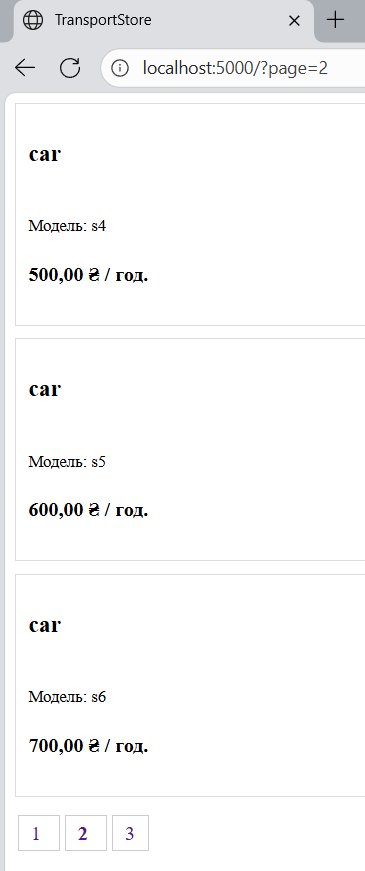 TransportStore
localhost:5000/?page=2
car
Модель: s4
500,00 ₴ / год.
car
Модель: s5
600,00 ₴ / год.
car
Модель: s6
700,00 ₴ / год.
1 2 3